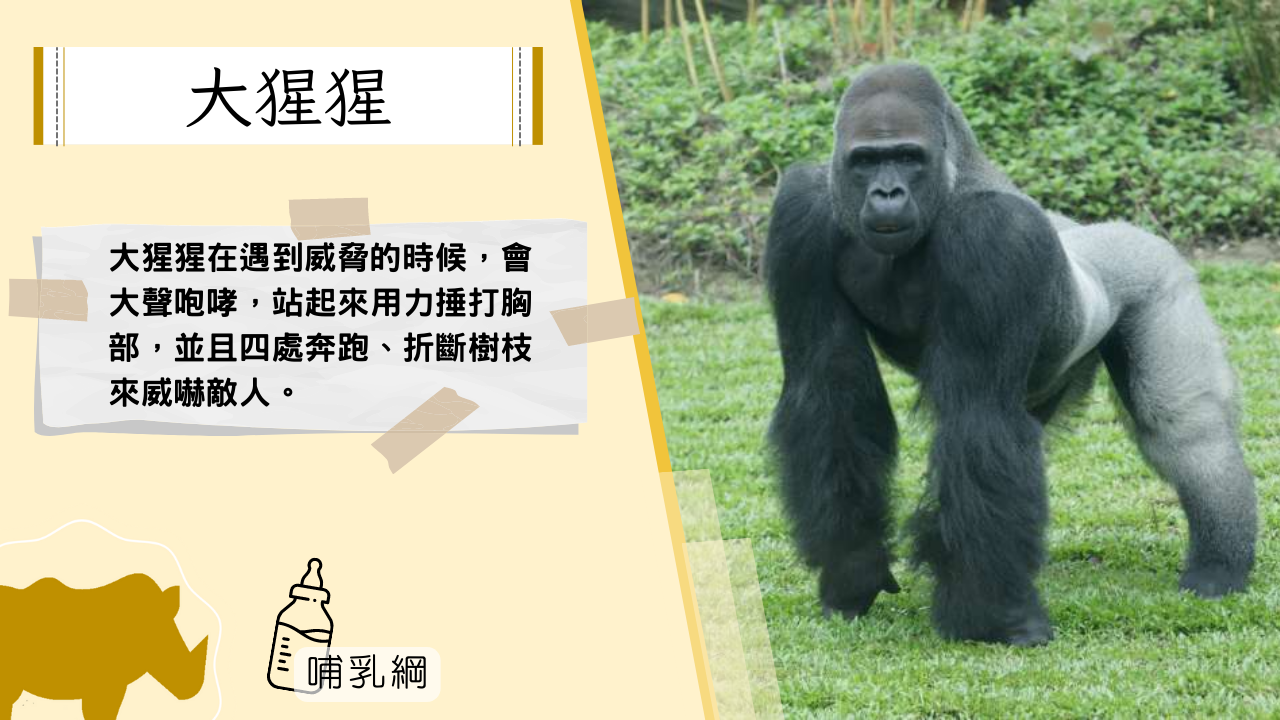 大猩猩
大猩猩在遇到威脅的時候，會
大聲咆哮，站起來用力捶打胸
部，並且四處奔跑、折斷樹枝
來威嚇敵人。
哺乳綱